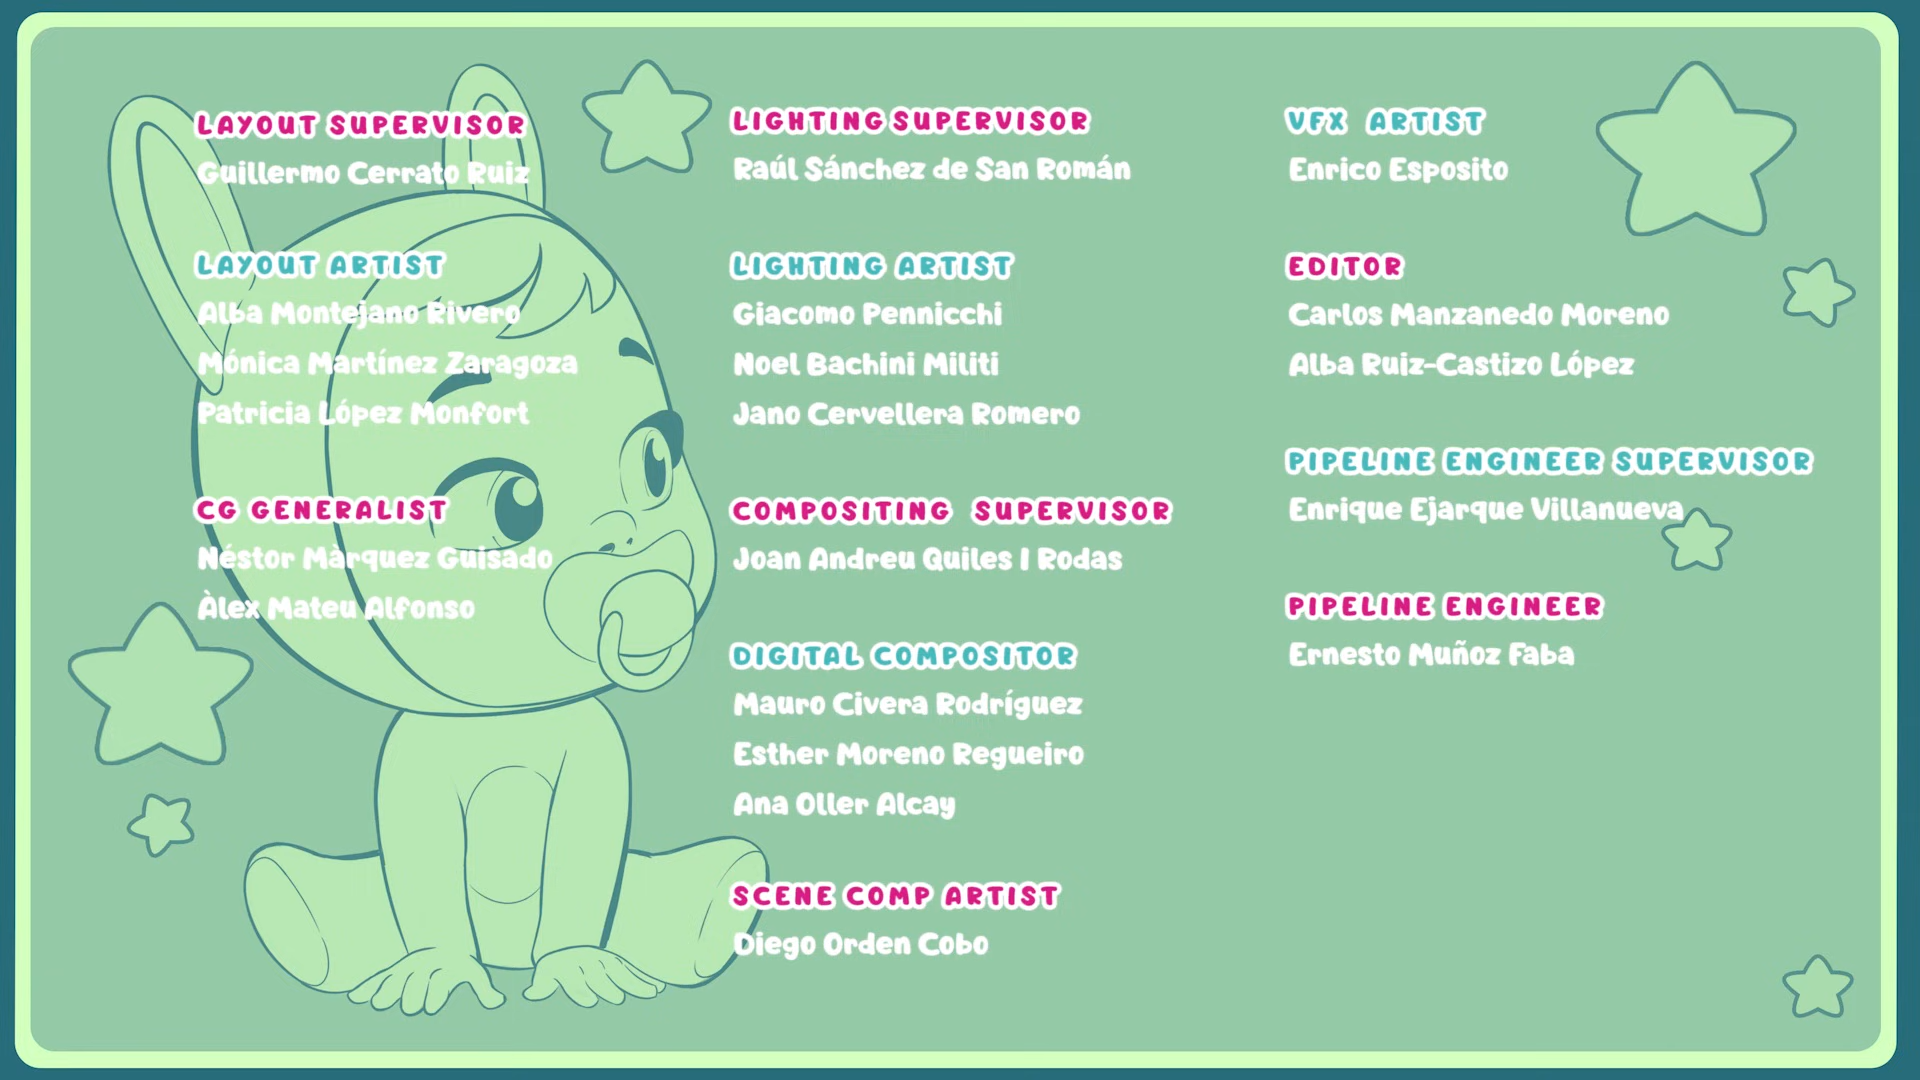 LAYOUT SUPERVISOR
Guillermo Cerrato Ruiz
LAYOUT ARTIST
Alba Montejano Rivero
Mónica Martínez Zaragoza
Patricia López Monfort
CG GENERALIST
Néstor Màrquez Guisado
Àlex Mateu Alfonso
LIGHTING SUPERVISOR
Raúl Sánchez de San Román
LIGHTING ARTIST
Giacomo Pennicchi
Noel Bachini Militi
Jano Cervellera Romero
COMPOSITING SUPERVISOR
Joan Andreu Quiles I Rodas
DIGITAL COMPOSITOR
Mauro Civera Rodríguez
Esther Moreno Regueiro
Ana Oller Alcay
SCENE COMP ARTIST
Diego Orden Cobo
VFX ARTIST
Enrico Esposito
EDITOR
Carlos Manzanedo Moreno
Alba Ruiz-Castizo López
PIPELINE ENGINEER SUPERVISOR
Enrique Ejarque Villanueva
PIPELINE ENGINEER
Ernesto Muñoz Faba